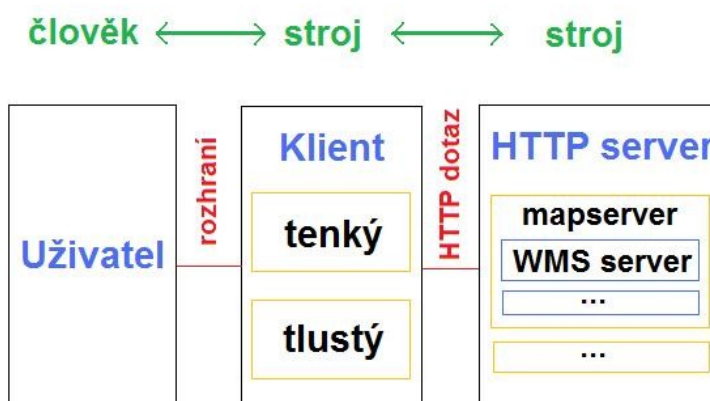 člověk
stroj
stroj
Uživatel
rozhraní
Klient
tenký
tlustý
HTTP dotaz
HTTP server
mapserver
WMS server
...
...